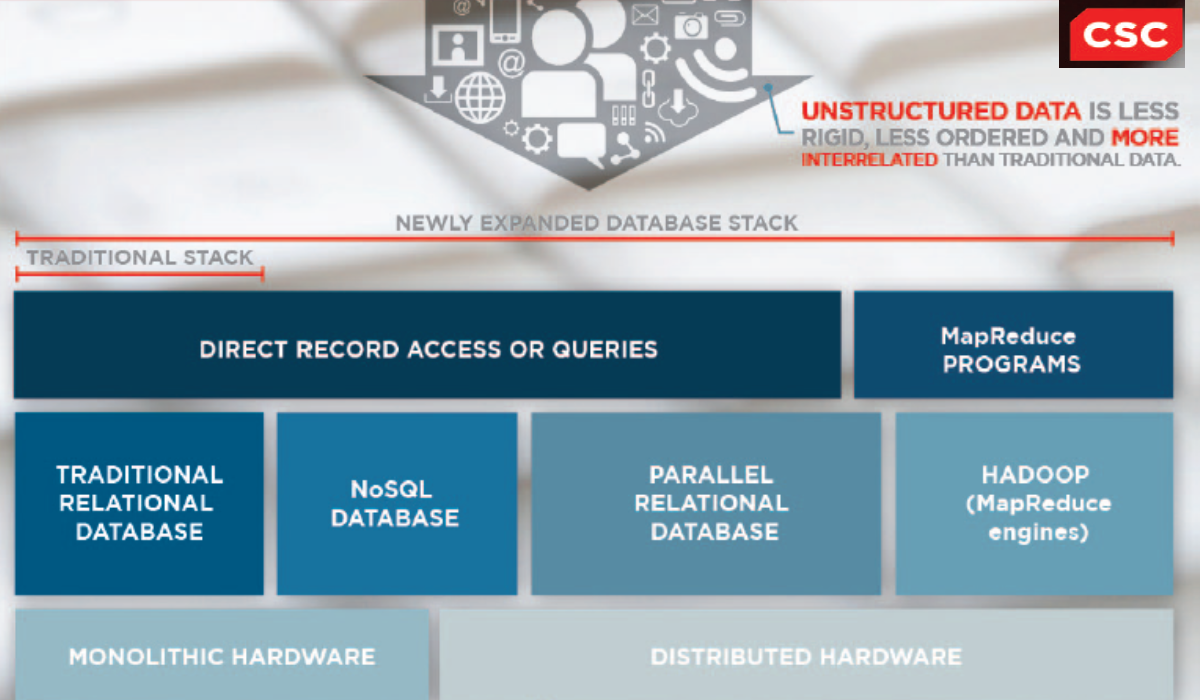 CSC
UNSTRUCTURED DATA IS LESS
RIGID, LESS ORDERED AND MORE
INTERRELATED THAN TRADITIONAL DATA.
NEWLY EXPANDED DATABASE STACK
TRADITIONAL STACK
DIRECT RECORD ACCESS OR QUERIES
MapReduce
PROGRAMS
TRADITIONAL
RELATIONAL
DATABASE
NoSQL
DATABASE
PARALLEL
RELATIONAL
DATABASE
HADOOP
(MapReduce
engines)
MONOLITHIC HARDWARE
DISTRIBUTED HARDWARE